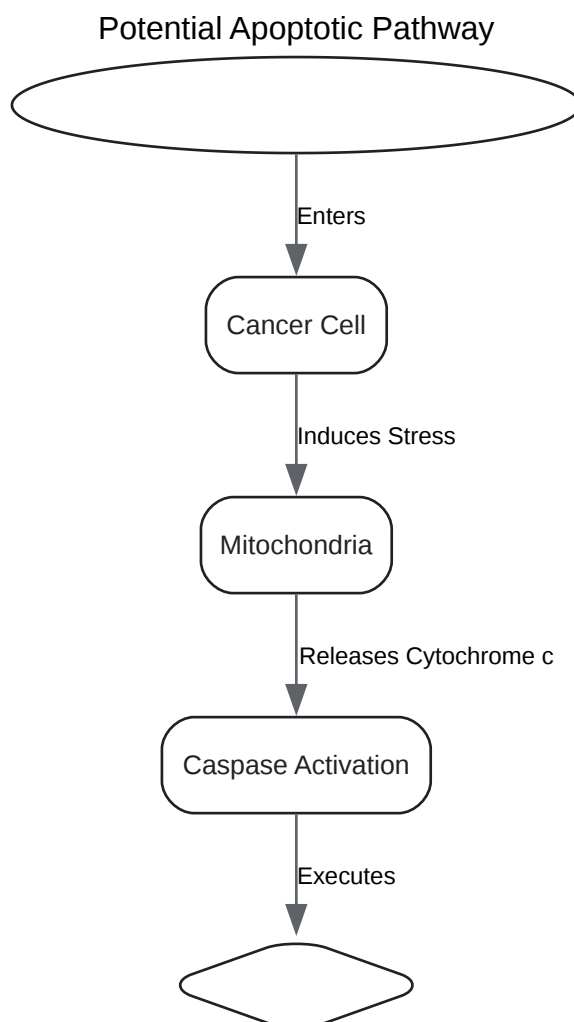 Potential Apoptotic Pathway
Enters
Cancer Cell
Induces Stress
Mitochondria
Releases Cytochrome c
Caspase Activation
Executes